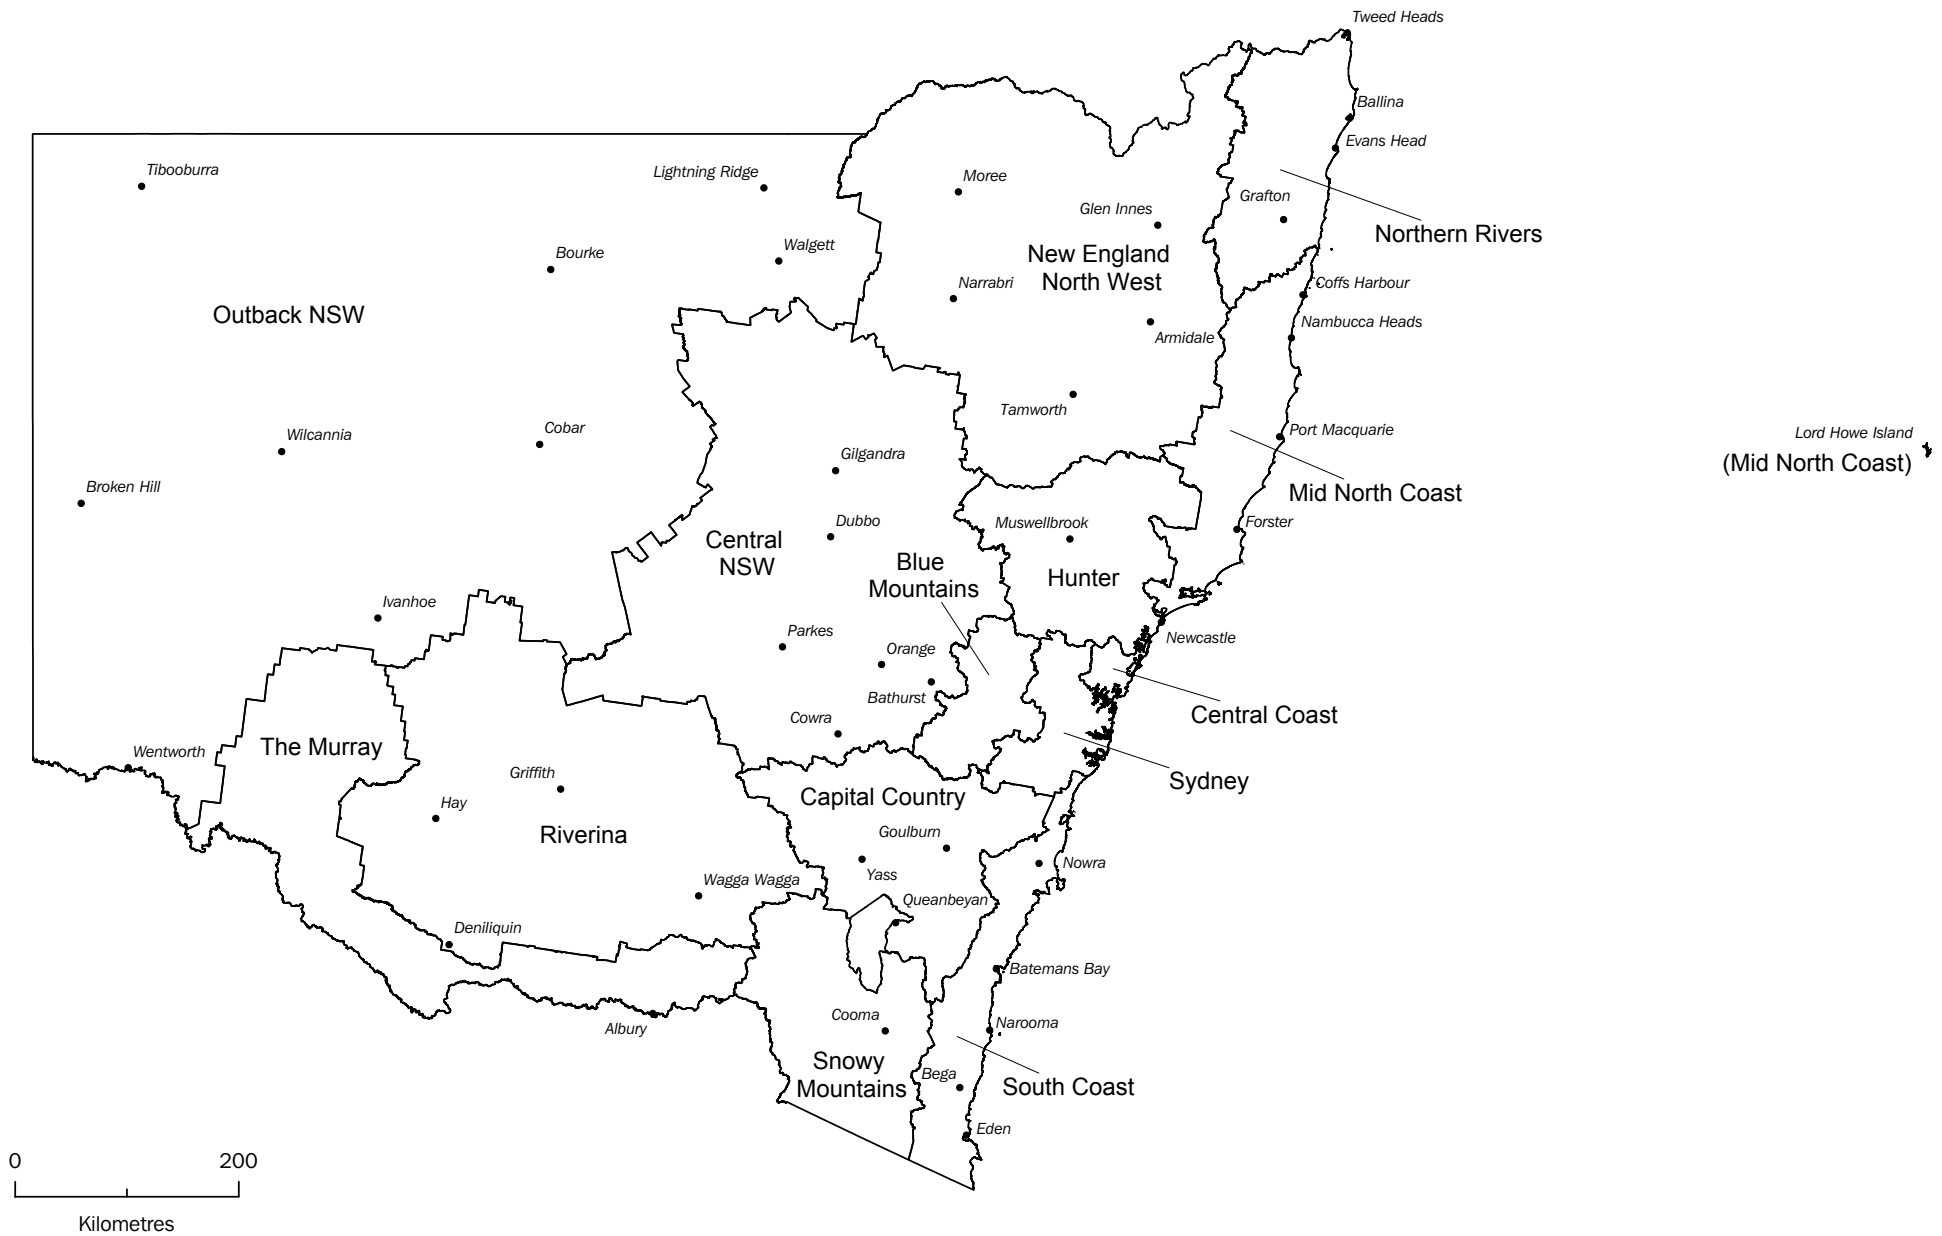 Tweed Heads
Ballina
Evans Head
Tibooburra
Lightning Ridge
Moree
Grafton
Glen Innes
Northern Rivers
Bourke
Walgett
New England
North West
Narrabri
Coffs Harbour
Outback NSW
Nambucca Heads
Armidale
Tamworth
Wilcannia
Cobar
Port Macquarie
Lord Howe Island
(Mid North Coast)
Gilgandra
Broken Hill
Mid North Coast
Dubbo
Muswellbrook
Forster
Central
NSW
Blue
Mountains
Hunter
Ivanhoe
Parkes
Newcastle
Orange
Bathurst
Central Coast
Cowra
The Murray
Wentworth
Griffith
Sydney
Capital Country
Hay
Riverina
Goulburn
Nowra
Yass
Wagga Wagga
Queanbeyan
Deniliquin
Batemans Bay
Cooma
Narooma
Albury
Snowy
Mountains
Bega
South Coast
Eden
0 200
Kilometres